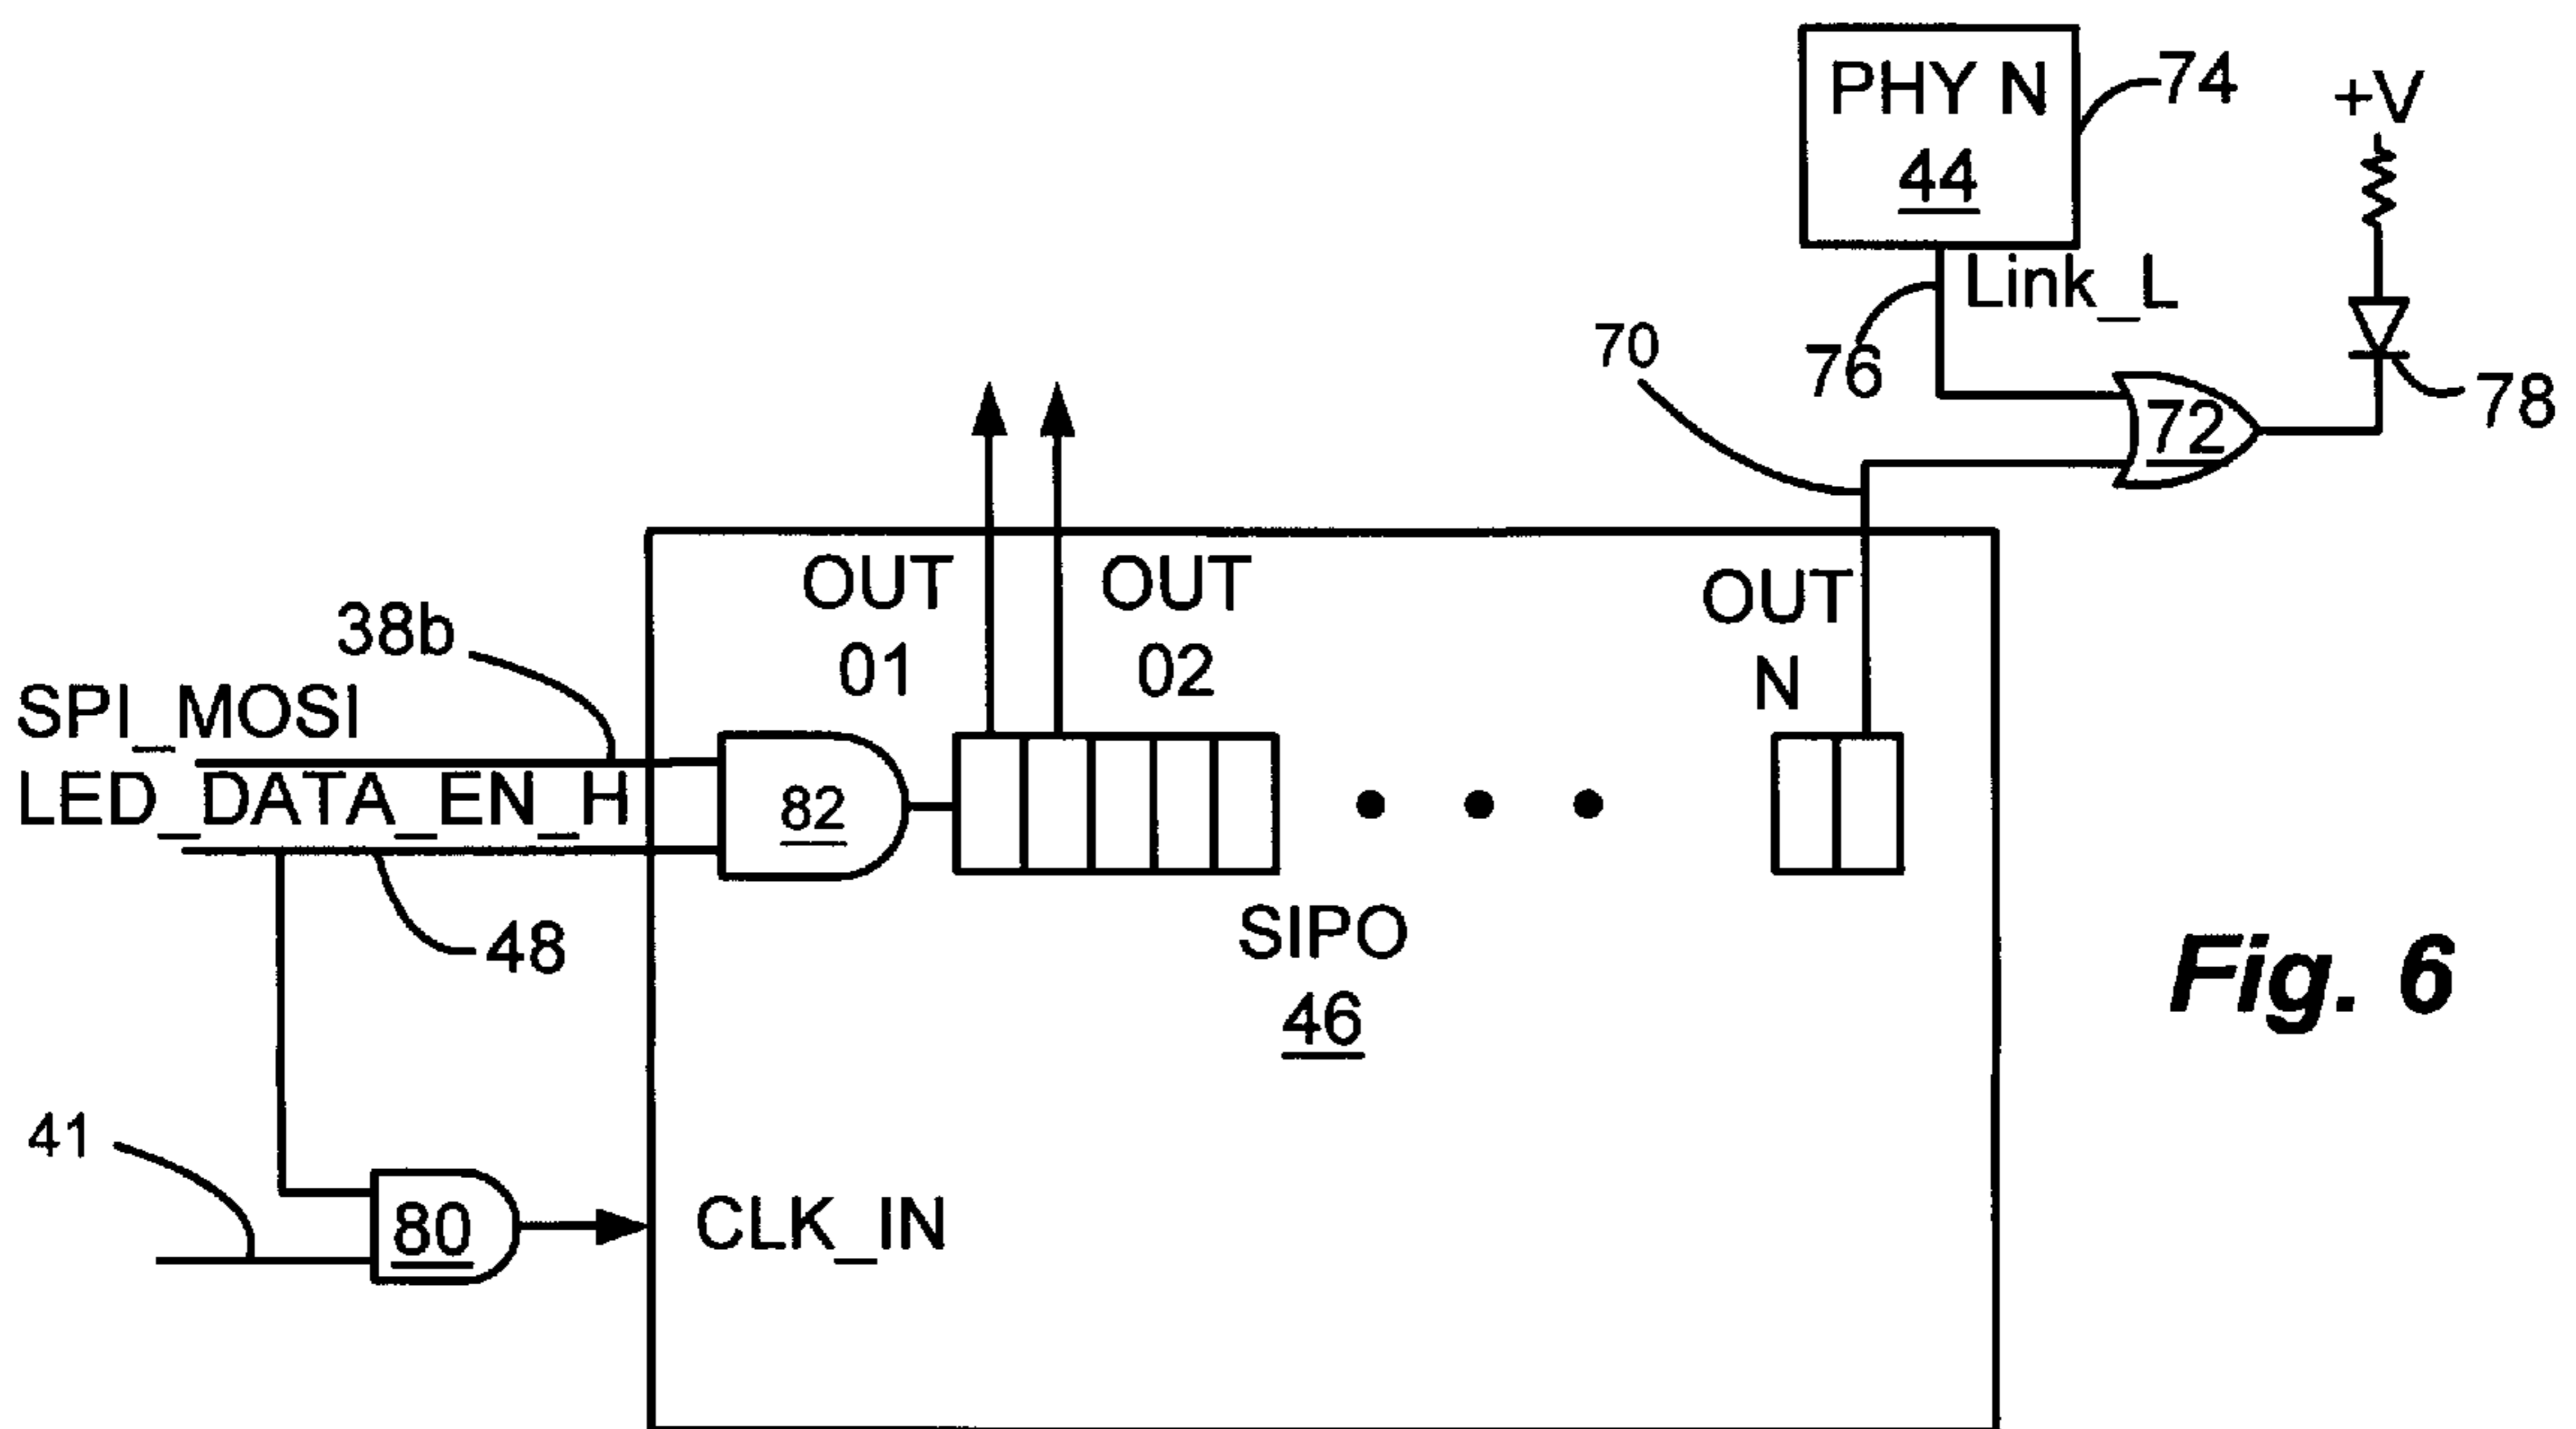 PHY N
44
74
+V
Link_L
76
70
72
78
OUT
01
OUT
02
OUT
N
38b
SPI_MOSI
LED_DATA_EN_H
82
48
SIPO
46
Fig. 6
41
80
CLK_IN